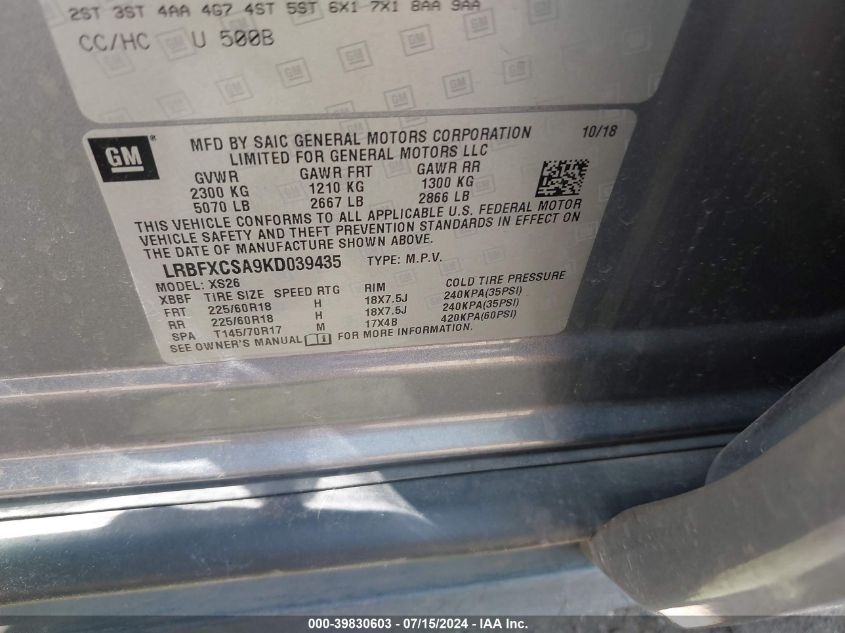 2ST 3ST 4AA 4G7 4ST 5ST 6X1 7X1 8AA 9AA
CC/HC U 500B
GM ® MFD BY SAIC GENERAL MOTORS CORPORATION 10/18
LIMITED FOR GENERAL MOTORS LLC
GVWR GAWR FRT GAWR RR
2300 KG 1210 KG 1300 KG
5070 LB 2667 LB 2866 LB
THIS VEHICLE CONFORMS TO ALL APPLICABLE U.S. FEDERAL MOTOR
VEHICLE SAFETY AND THEFT PREVENTION STANDARDS IN EFFECT ON
THE DATE OF MANUFACTURE SHOWN ABOVE.
LRBFXCSA9KD039435 TYPE: M.P.V.
MODEL: XS26
XBBF TIRE SIZE SPEED RTG RIM COLD TIRE PRESSURE
FRT 225/60R18 H 18X7.5J 240KPA(35PSI)
RR 225/60R18 H 18X7.5J 240KPA(35PSI)
SPA T145/70R17 M 17X4B 420KPA(60PSI)
SEE OWNER'S MANUAL FOR MORE INFORMATION.
000-39830603 - 07/15/2024 - IAA Inc.